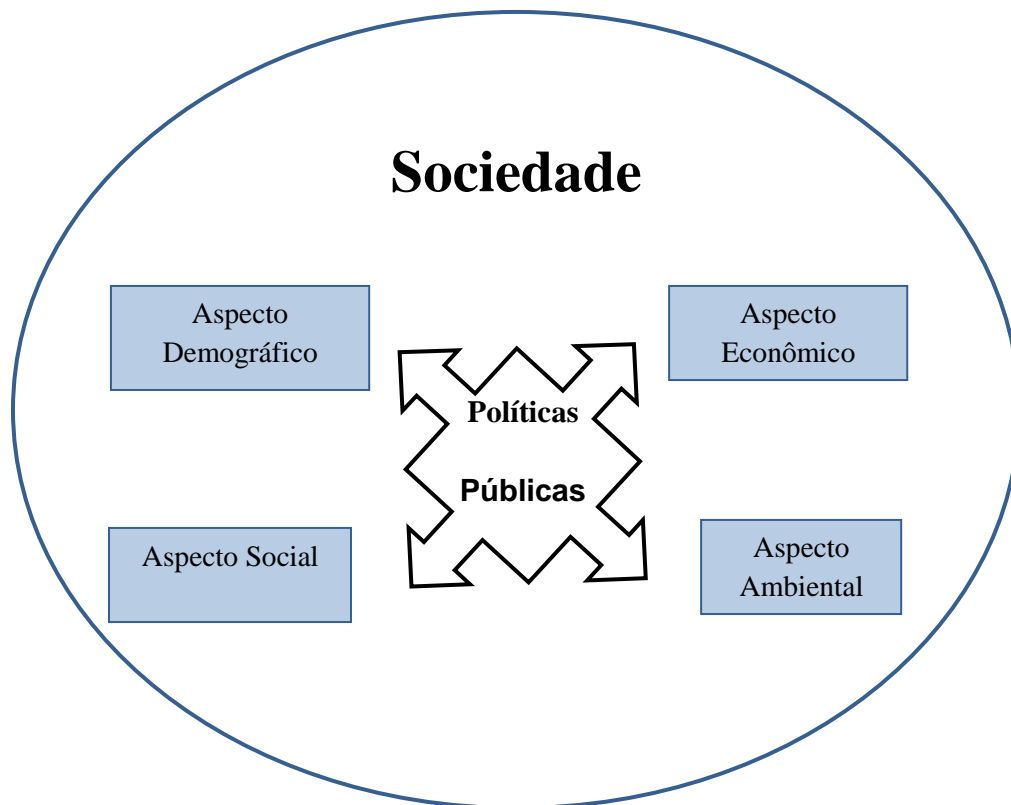 Sociedade
Aspecto
Demográfico
Aspecto
Econômico
Políticas
Públicas
Aspecto Social
Aspecto
Ambiental